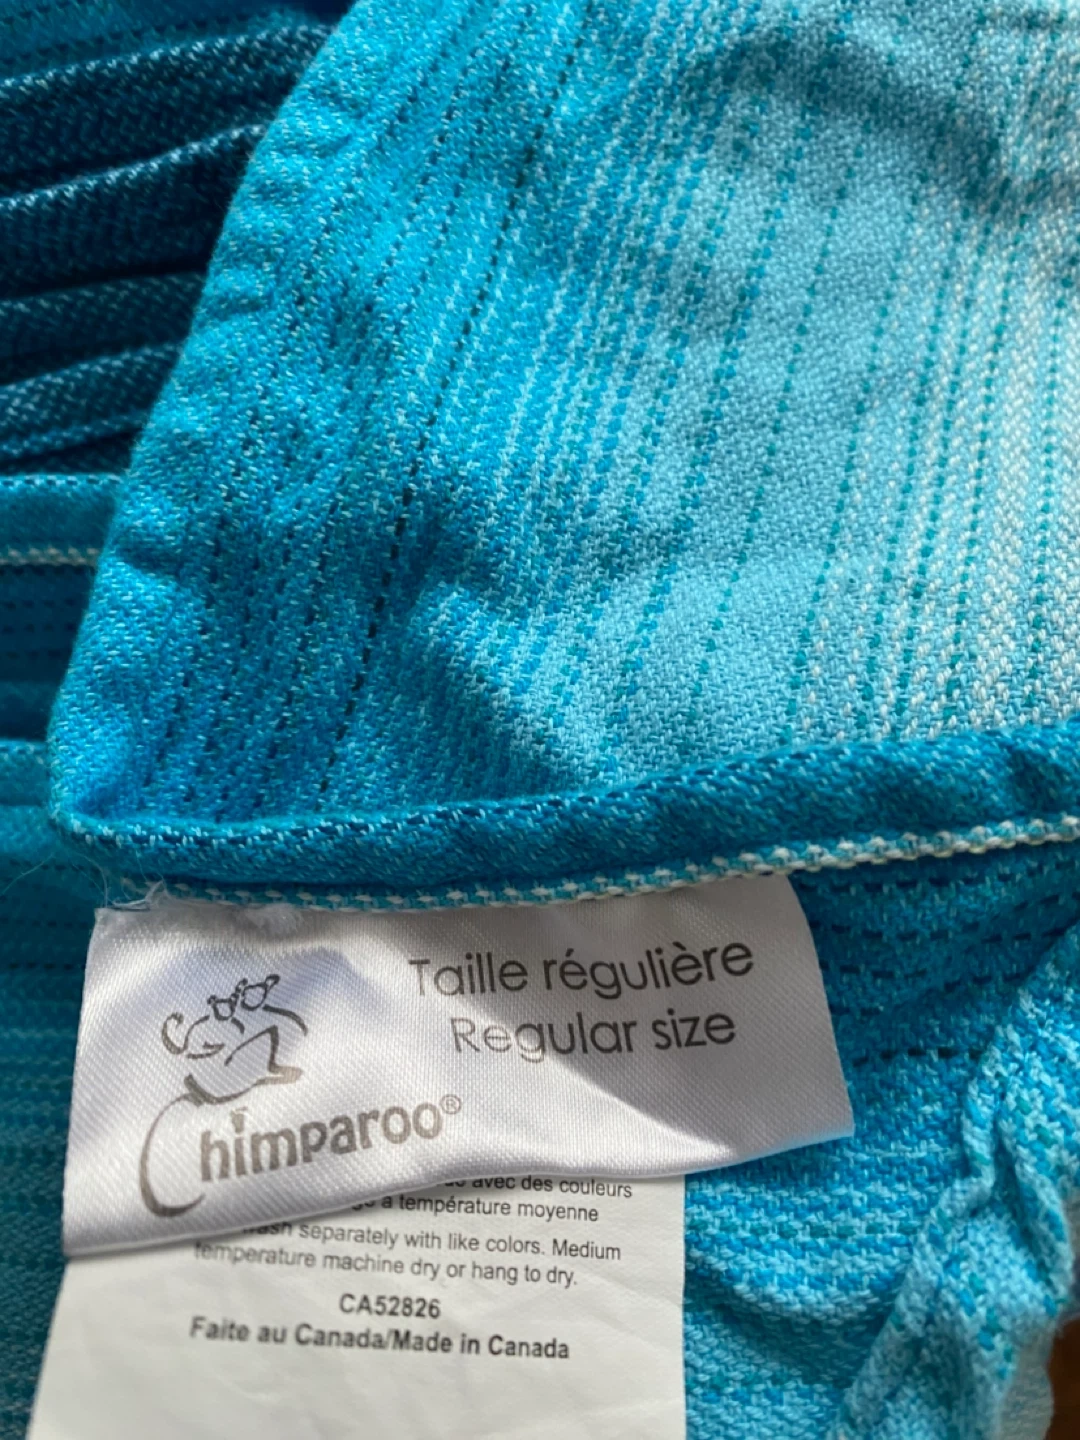 Taille régulière
Regular size
Chimparoo®
avec des couleurs
à température moyenne
separately with like colors. Medium
temperature machine dry or hang to dry.
CA52826
Faite au Canada/Made in Canada